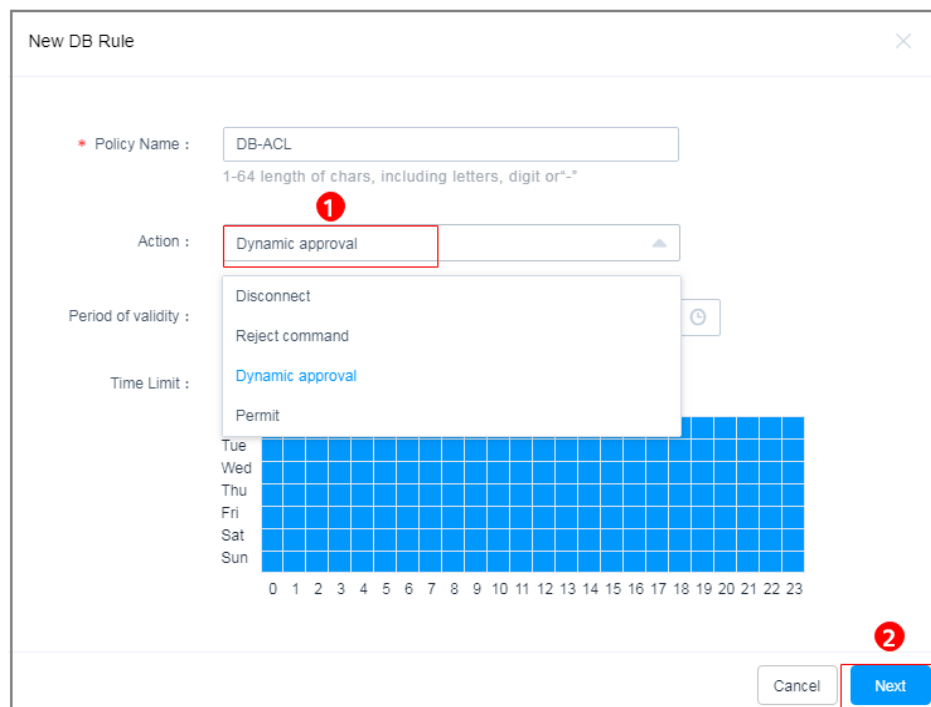 New DB Rule
* Policy Name :
DB-ACL
1-64 length of chars, including letters, digit or“-”
1
Action :
Dynamic approval
Disconnect
Period of validity :
Reject command
Time Limit :
Dynamic approval
Permit
Tue
Wed
Thu
Fri
Sat
Sun
0 1 2 3 4 5 6 7 8 9 10 11 12 13 14 15 16 17 18 19 20 21 22 23
2
Cancel Next